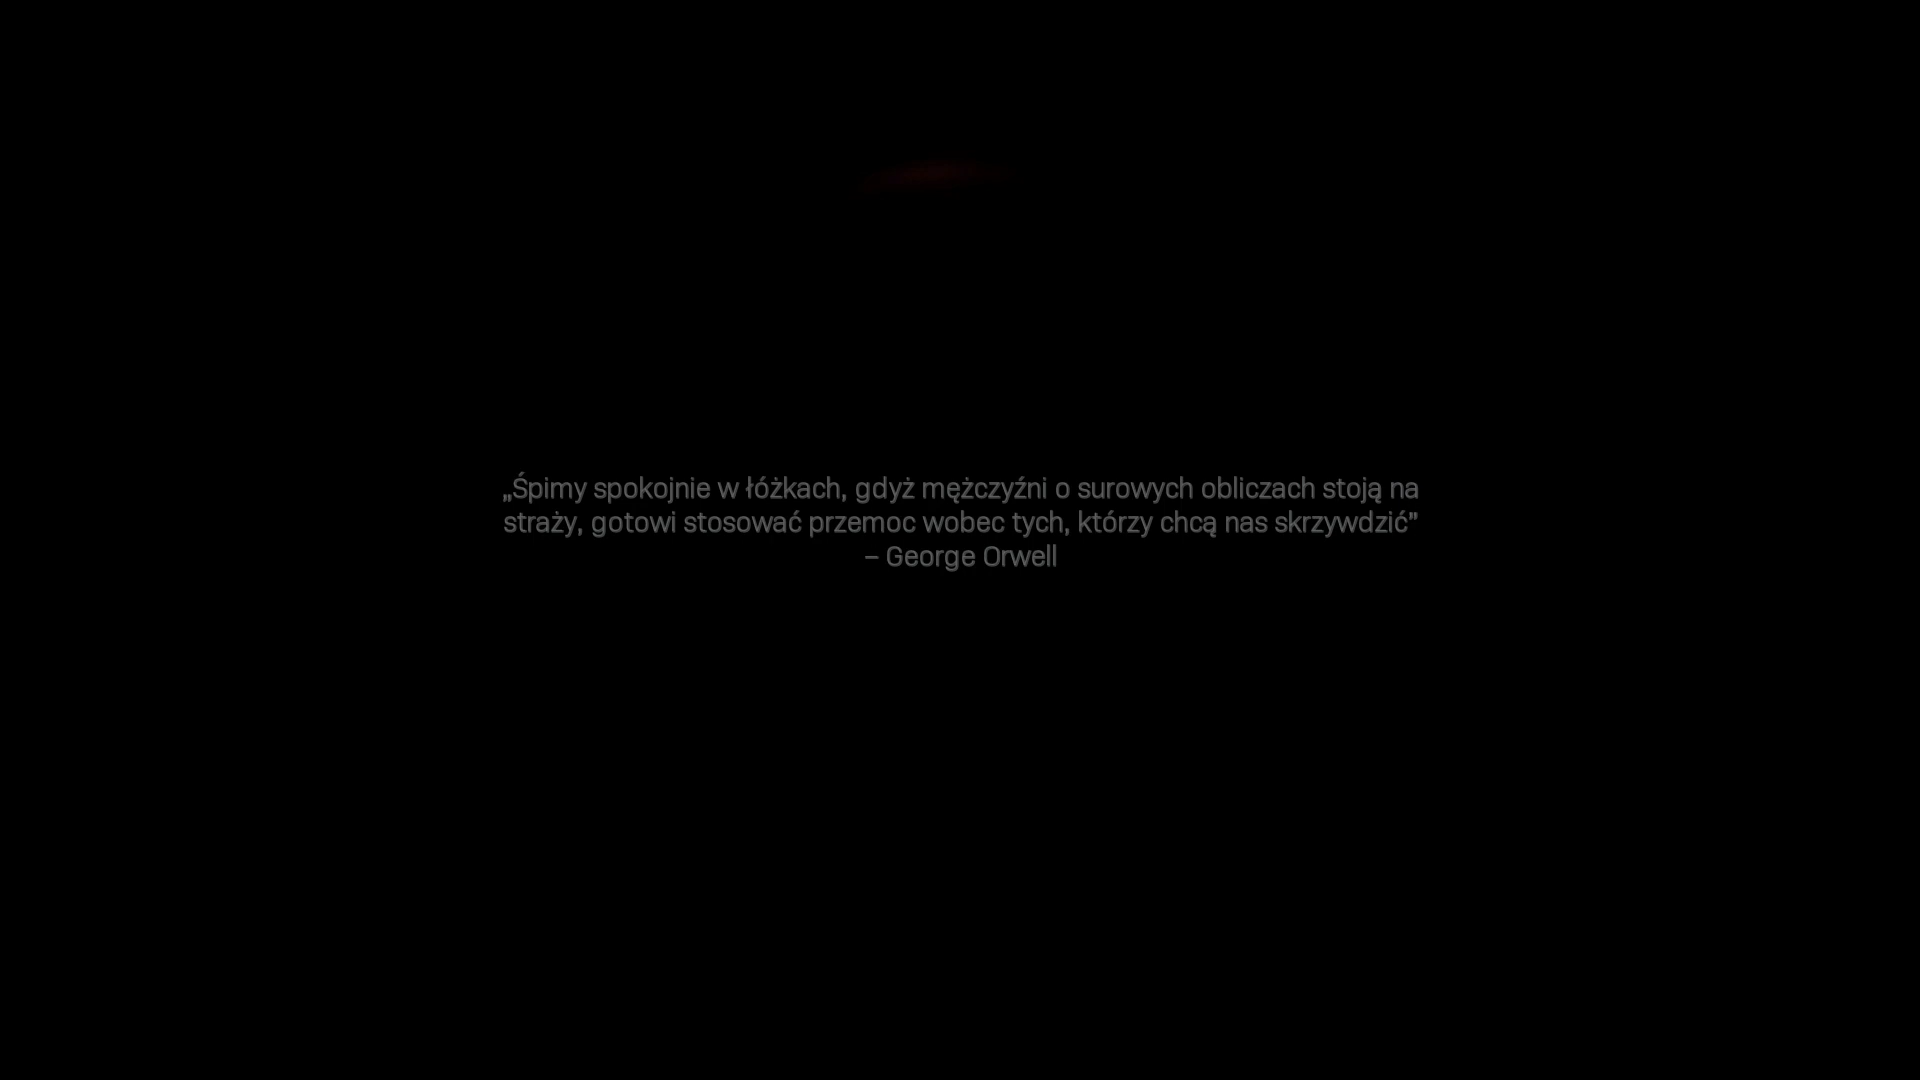 „Śpimy spokojnie w łóżkach, gdyż mężczyźni o surowych obliczach stoją na
straży, gotowi stosować przemoc wobec tych, którzy chcą nas skrzywdzić”
– George Orwell